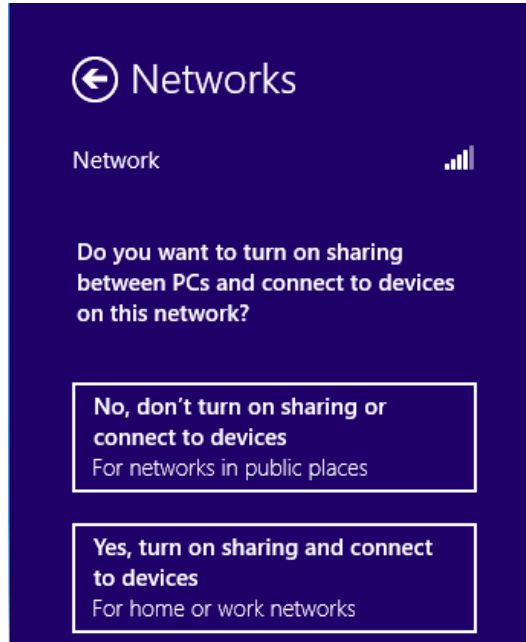 Networks
Network
Do you want to turn on sharing
between PCs and connect to devices
on this network?
No, don't turn on sharing or
connect to devices
For networks in public places
Yes, turn on sharing and connect
to devices
For home or work networks